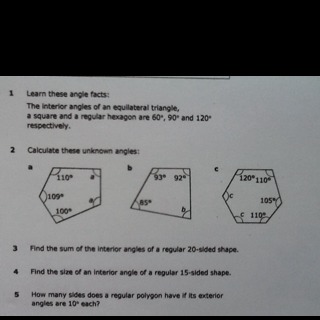 1 Learn these angle facts:
The interior angles of an equilateral triangle,
a square and a regular hexagon are 60°, 90° and 120°
respectively.
2 Calculate these unknown angles:
a b c
110° a 93° 92° 120° 110°
109° a 85° b c 105°
100° c 110°
3 Find the sum of the interior angles of a regular 20-sided shape.
4 Find the size of an interior angle of a regular 15-sided shape.
5 How many sides does a regular polygon have if its exterior
angles are 10° each?